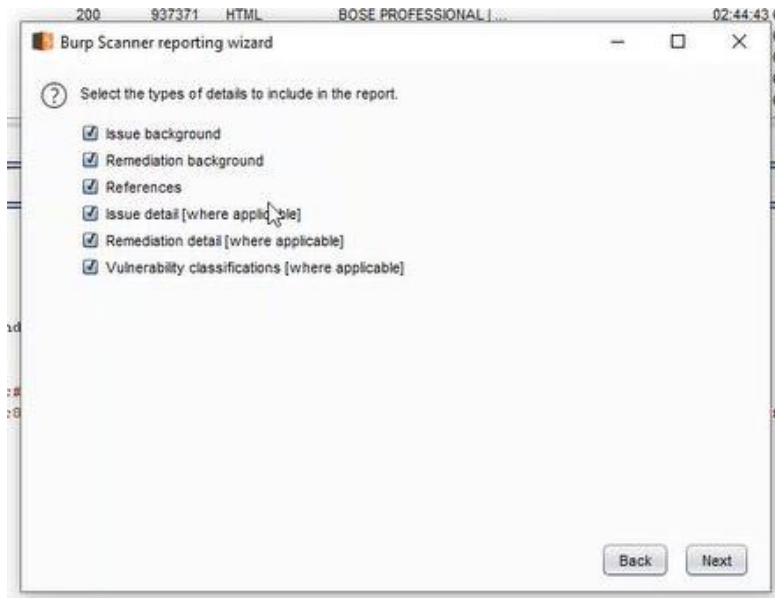 200 937371 HTML BOSE PROFESSIONAL | ... 02:44:43
Burp Scanner reporting wizard
Select the types of details to include in the report.
Issue background
Remediation background
References
Issue detail [where applicable]
Remediation detail [where applicable]
Vulnerability classifications [where applicable]
Back Next